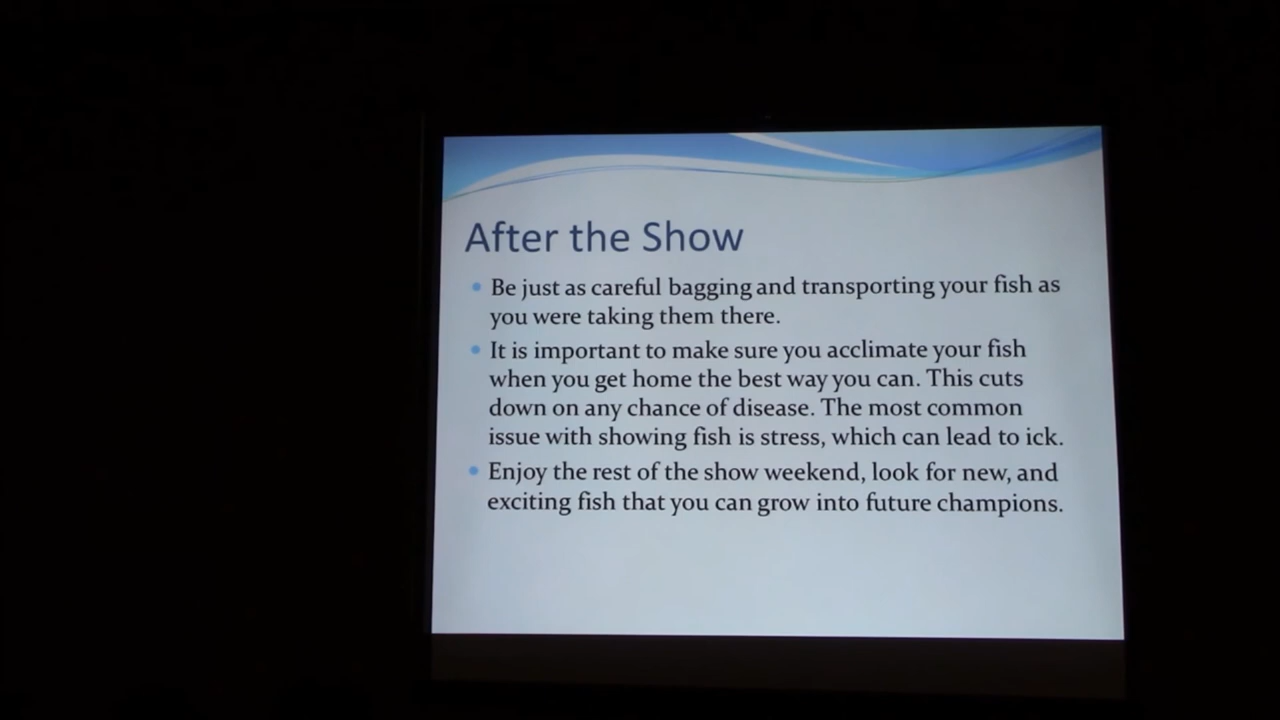 After the Show
Be just as careful bagging and transporting your fish as
you were taking them there.
It is important to make sure you acclimate your fish
when you get home the best way you can. This cuts
down on any chance of disease. The most common
issue with showing fish is stress, which can lead to ick.
Enjoy the rest of the show weekend, look for new, and
exciting fish that you can grow into future champions.